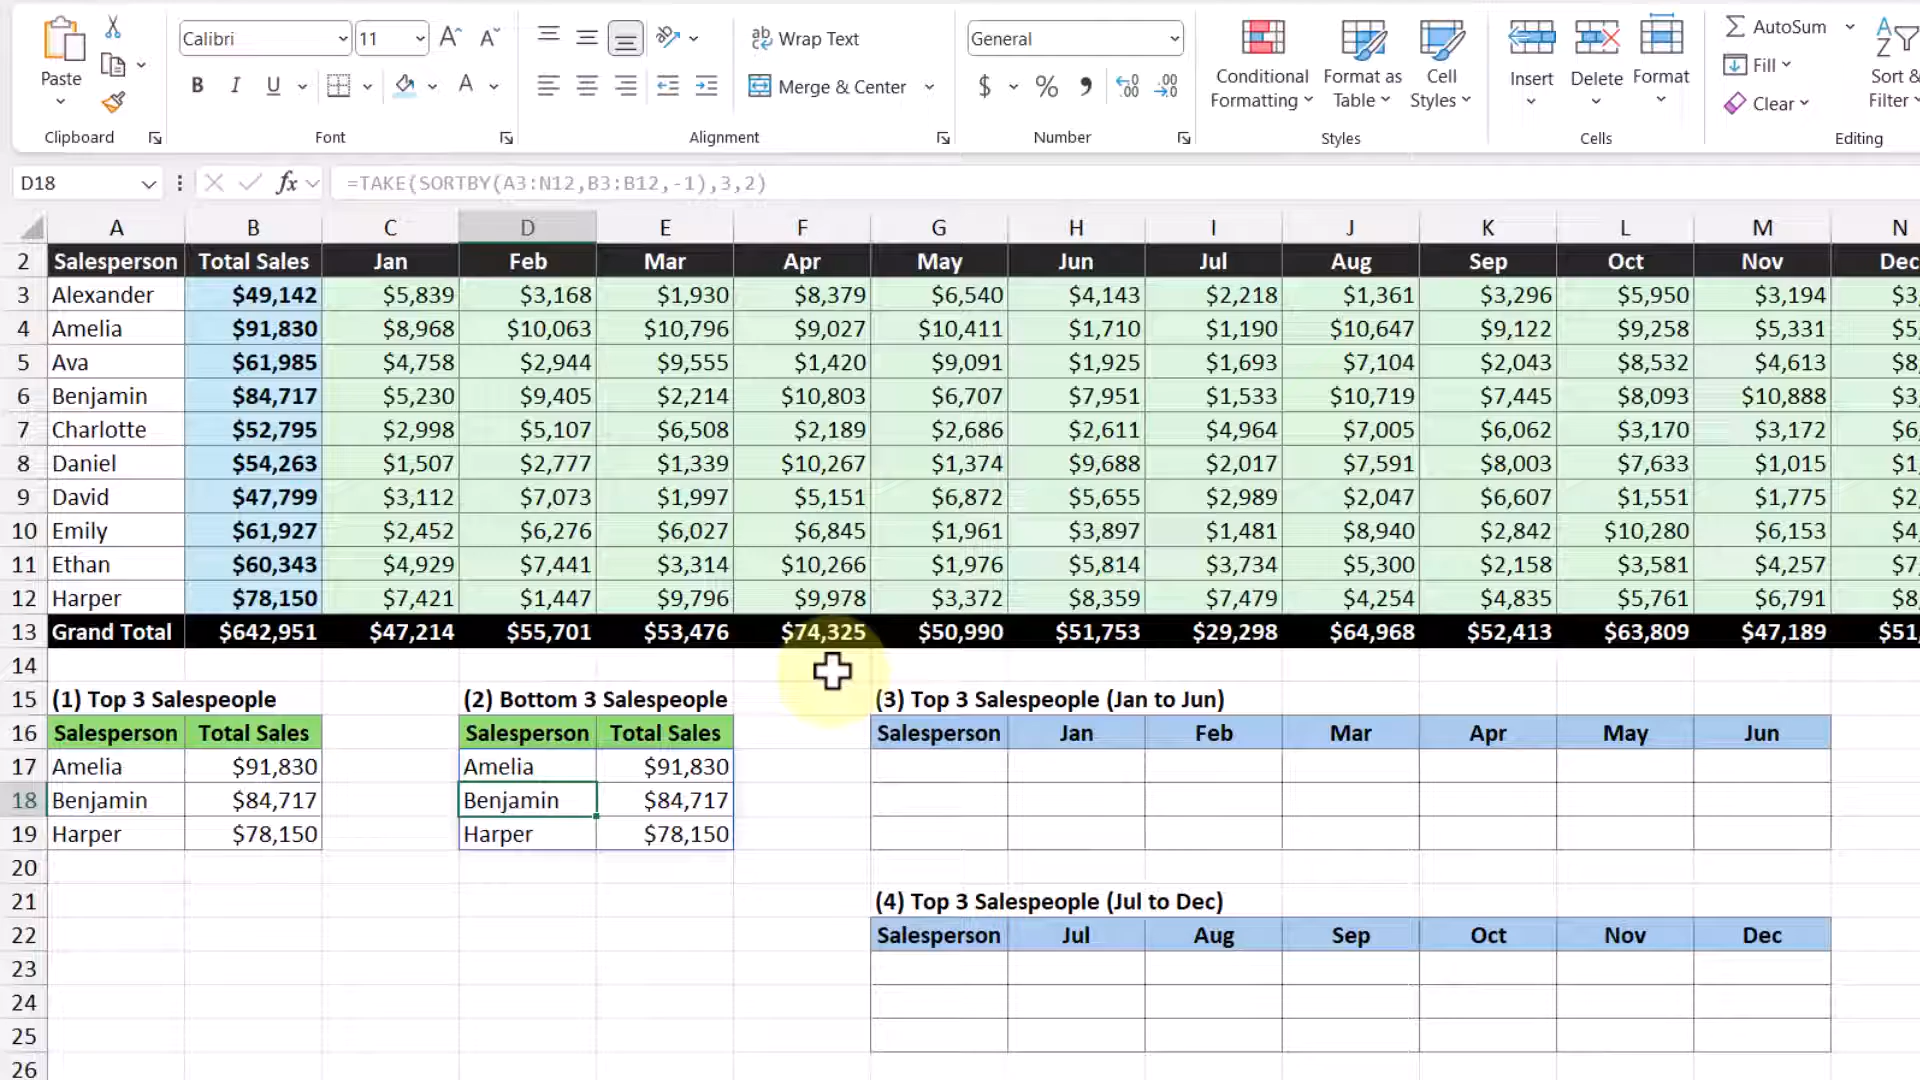 Paste
Clipboard
Calibri 11 A A
B I U A
Font
ab Wrap Text
Merge & Center
Alignment
General
$ % 9 .00 .00
Number
Conditional Formatting
Format as Table
Cell Styles
Styles
Insert Delete Format
Cells
AutoSum
Fill
Clear
Sort &
Filter
Editing
D18 fx =TAKE(SORTBY(A3:N12,B3:B12,-1),3,2)
A B C D E F G H I J K L M N
2 Salesperson Total Sales Jan Feb Mar Apr May Jun Jul Aug Sep Oct Nov Dec
3 Alexander $49,142 $5,839 $3,168 $1,930 $8,379 $6,540 $4,143 $2,218 $1,361 $3,296 $5,950 $3,194 $3,
4 Amelia $91,830 $8,968 $10,063 $10,796 $9,027 $10,411 $1,710 $1,190 $10,647 $9,122 $9,258 $5,331 $5,
5 Ava $61,985 $4,758 $2,944 $9,555 $1,420 $9,091 $1,925 $1,693 $7,104 $2,043 $8,532 $4,613 $8,
6 Benjamin $84,717 $5,230 $9,405 $2,214 $10,803 $6,707 $7,951 $1,533 $10,719 $7,445 $8,093 $10,888 $3,
7 Charlotte $52,795 $2,998 $5,107 $6,508 $2,189 $2,686 $2,611 $4,964 $7,005 $6,062 $3,170 $3,172 $6,
8 Daniel $54,263 $1,507 $2,777 $1,339 $10,267 $1,374 $9,688 $2,017 $7,591 $8,003 $7,633 $1,015 $1,
9 David $47,799 $3,112 $7,073 $1,997 $5,151 $6,872 $5,655 $2,989 $2,047 $6,607 $1,551 $1,775 $2,
10 Emily $61,927 $2,452 $6,276 $6,027 $6,845 $1,961 $3,897 $1,481 $8,940 $2,842 $10,280 $6,153 $4,
11 Ethan $60,343 $4,929 $7,441 $3,314 $10,266 $1,976 $5,814 $3,734 $5,300 $2,158 $3,581 $4,257 $7,
12 Harper $78,150 $7,421 $1,447 $9,796 $9,978 $3,372 $8,359 $7,479 $4,254 $4,835 $5,761 $6,791 $8,
13 Grand Total $642,951 $47,214 $55,701 $53,476 $74,325 $50,990 $51,753 $29,298 $64,968 $52,413 $63,809 $47,189 $51,
14
15 (1) Top 3 Salespeople (2) Bottom 3 Salespeople (3) Top 3 Salespeople (Jan to Jun)
16 Salesperson Total Sales Salesperson Total Sales Salesperson Jan Feb Mar Apr May Jun
17 Amelia $91,830 Amelia $91,830
18 Benjamin $84,717 Benjamin $84,717
19 Harper $78,150 Harper $78,150
20
21 (4) Top 3 Salespeople (Jul to Dec)
22 Salesperson Jul Aug Sep Oct Nov Dec
23
24
25
26